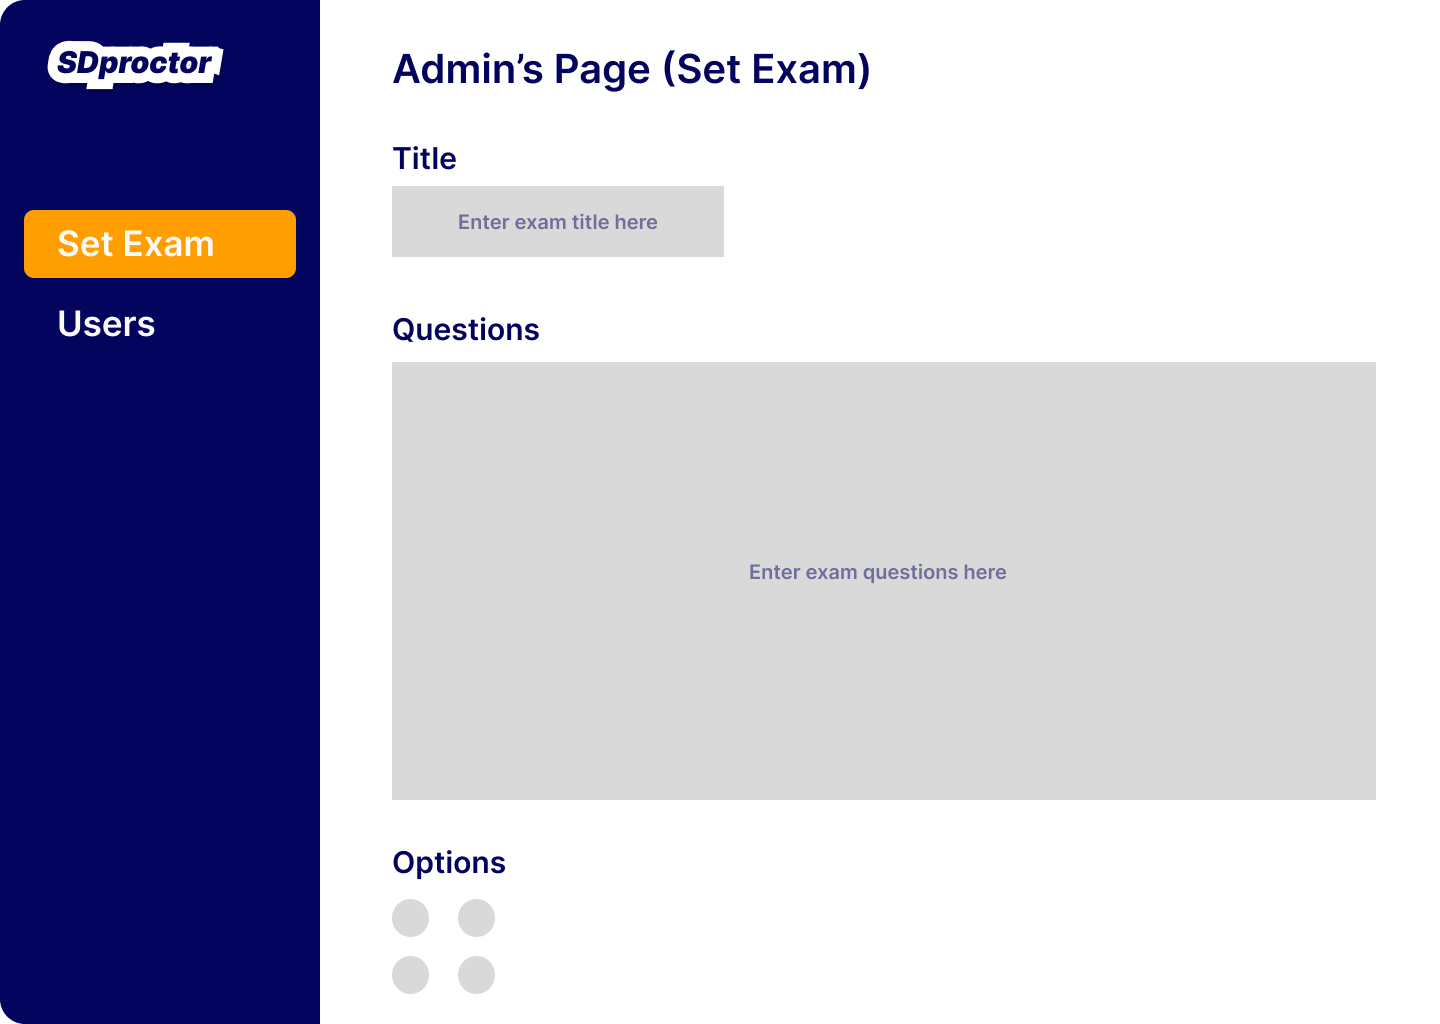 SDproctor
Set Exam
Users
Admin’s Page (Set Exam)
Title
Enter exam title here
Questions
Enter exam questions here
Options